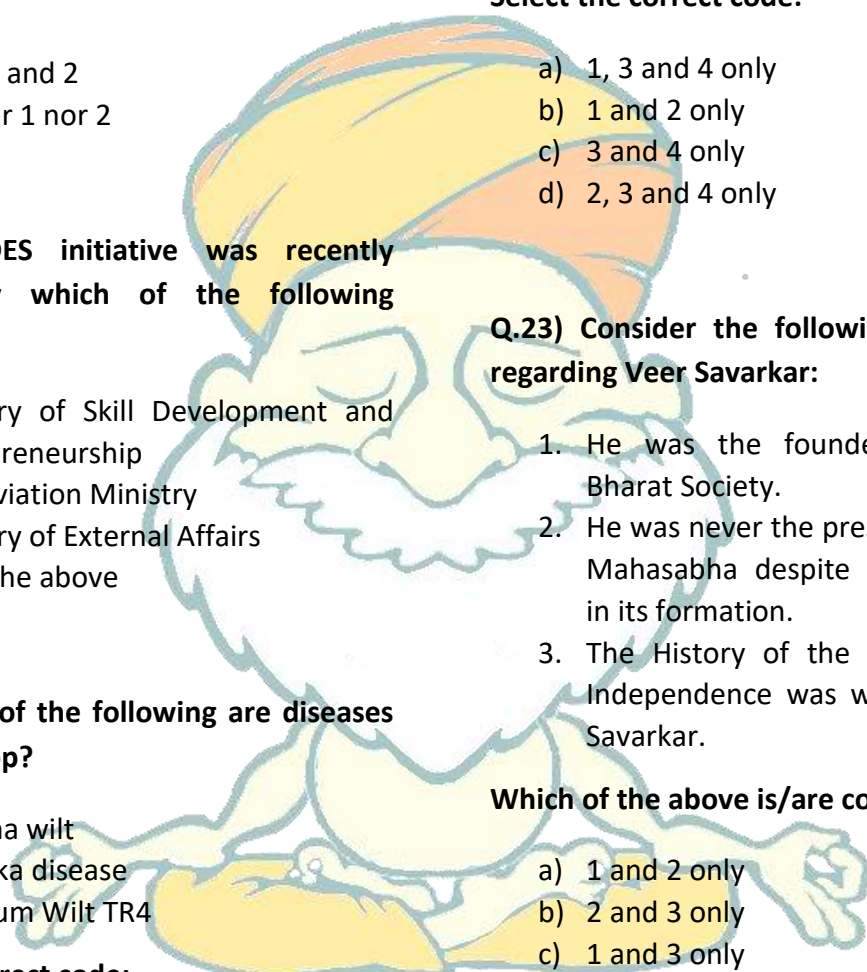 and 2
r 1 nor 2
DES initiative was recently
which of the following
ry of Skill Development and
reneurship
viation Ministry
ry of External Affairs
he above
of the following are diseases
op?
na wilt
ka disease
um Wilt TR4
rect code:
Select the correct code:
a) 1, 3 and 4 only
b) 1 and 2 only
c) 3 and 4 only
d) 2, 3 and 4 only
Q.23) Consider the followi
regarding Veer Savarkar:
1. He was the founde
Bharat Society.
2. He was never the pres
Mahasabha despite
in its formation.
3. The History of the
Independence was w
Savarkar.
Which of the above is/are co
a) 1 and 2 only
b) 2 and 3 only
c) 1 and 3 only